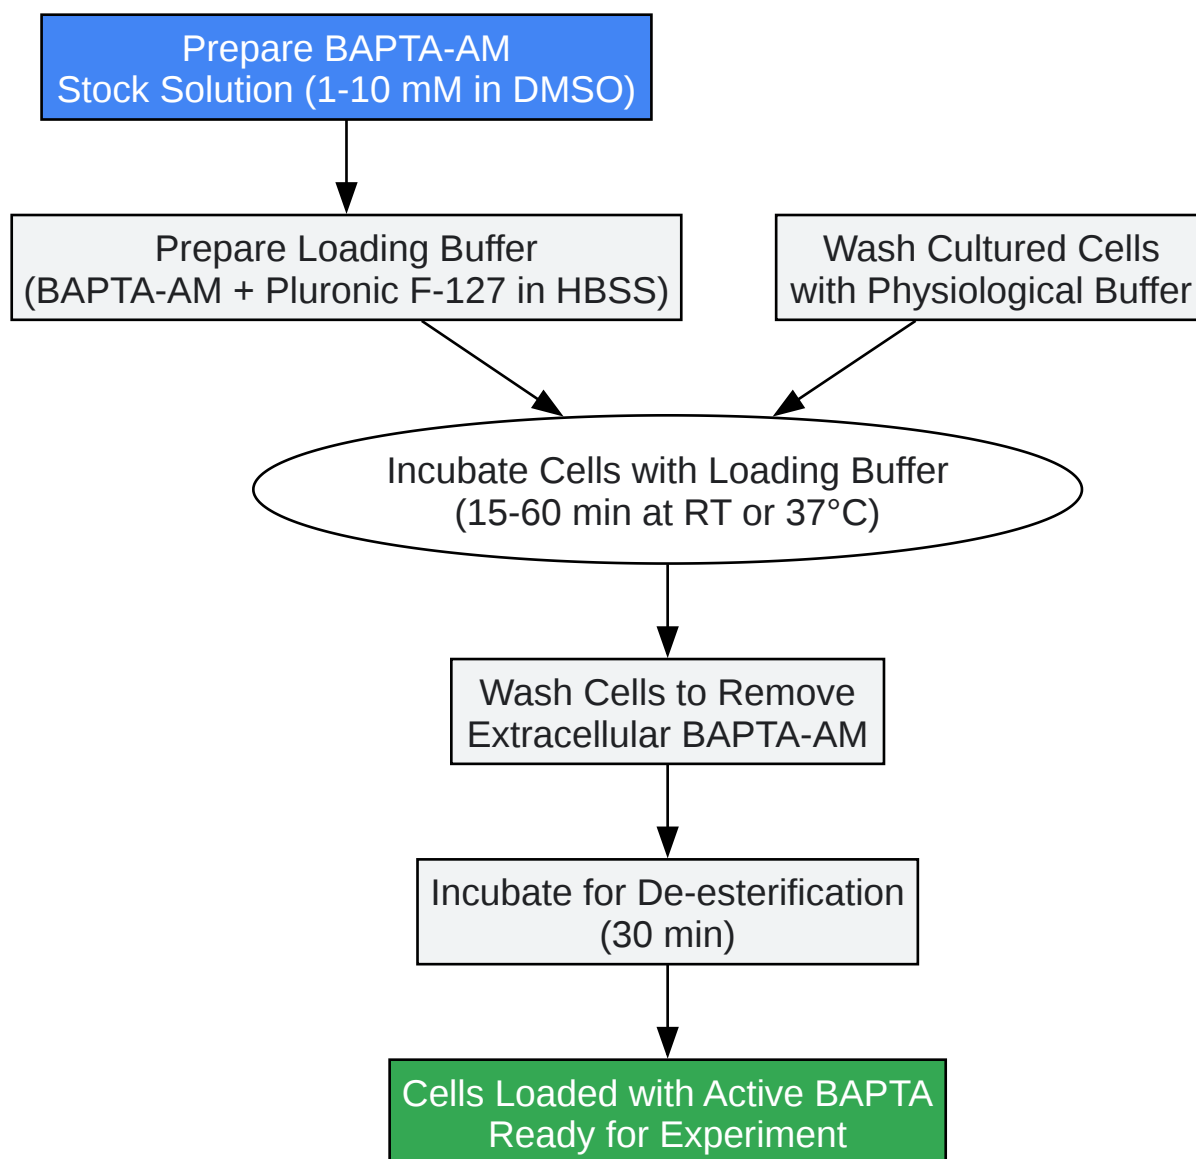 Prepare BAPTA-AM
Stock Solution (1-10 mM in DMSO)
Prepare Loading Buffer
(BAPTA-AM + Pluronic F-127 in HBSS)
Wash Cultured Cells
with Physiological Buffer
Incubate Cells with Loading Buffer
(15-60 min at RT or 37°C)
Wash Cells to Remove
Extracellular BAPTA-AM
Incubate for De-esterification
(30 min)
Cells Loaded with Active BAPTA
Ready for Experiment